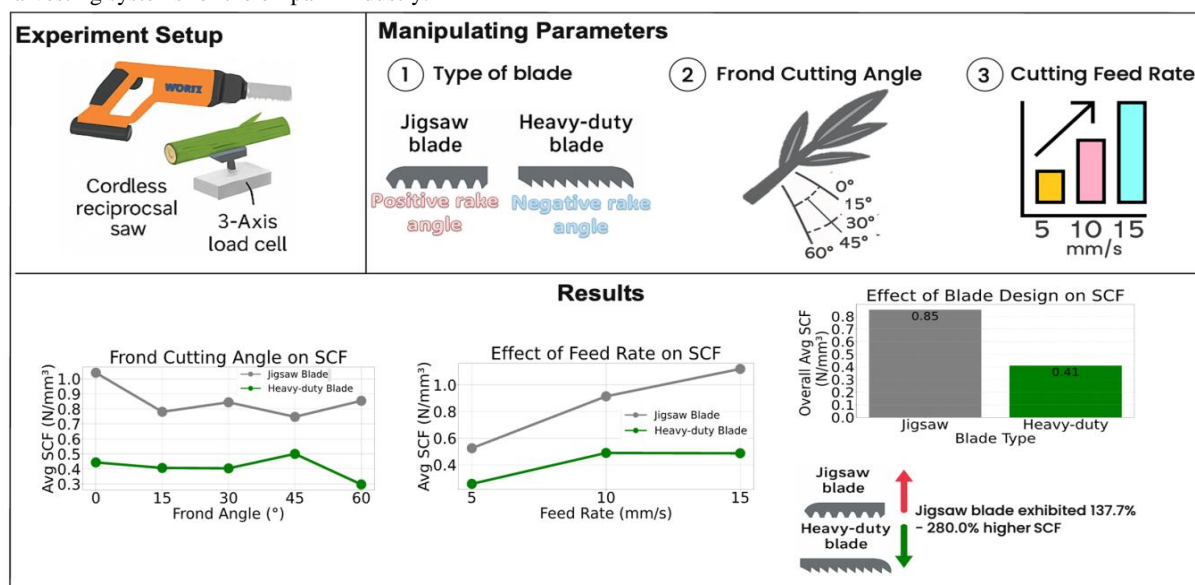 arvesting systems for the oil palm industry.
Experiment Setup
WORIX
Cordless
reciprocsal
saw
3-Axis
load cell
Manipulating Parameters
1 Type of blade
Jigsaw
blade
Positive rake
angle
Heavy-duty
blade
Negative rake
angle
2 Frond Cutting Angle
0°
15°
30°
45°
60°
3 Cutting Feed Rate
5 10 15
mm/s
Results
Frond Cutting Angle on SCF
Avg SCF (N/mm³)
1.0
0.9
0.8
0.7
0.6
0.5
0.4
0.3
Jigsaw Blade
Heavy-duty Blade
0 15 30 45 60
Frond Angle (°)
Effect of Feed Rate on SCF
Avg SCF (N/mm³)
1.0
0.8
0.6
0.4
Jigsaw Blade
Heavy-duty Blade
5 10 15
Feed Rate (mm/s)
Effect of Blade Design on SCF
Overall Avg SCF
(N/mm³)
0.8
0.7
0.6
0.5
0.4
0.3
0.2
0.1
0.0
0.85
0.41
Jigsaw Heavy-duty
Blade Type
Jigsaw
blade
Heavy-duty
blade
Jigsaw blade exhibited 137.7%
- 280.0% higher SCF